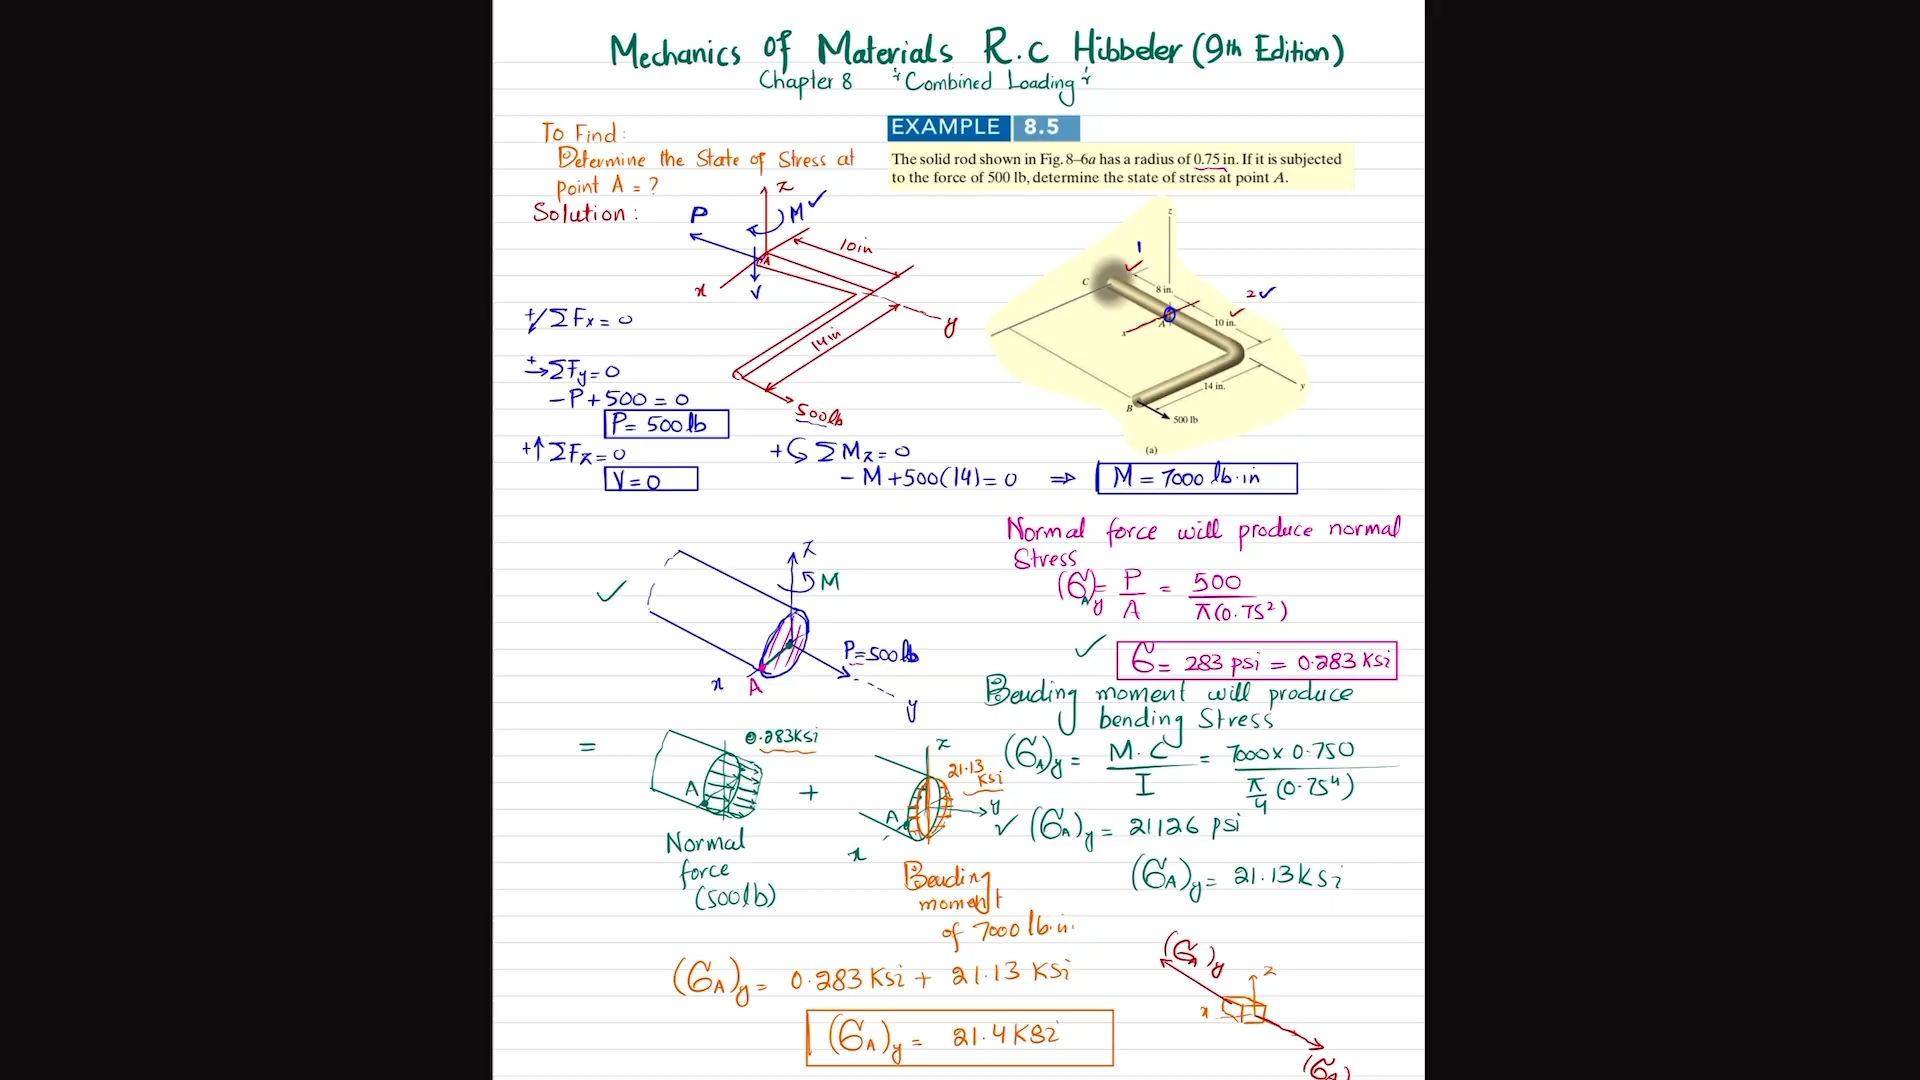 Mechanics of Materials R.C Hibbeler (9th Edition)
Chapter 8 "Combined Loading"
To Find:
Determine the State of Stress at
point A = ?
Solution:
EXAMPLE 8.5
The solid rod shown in Fig. 8–6a has a radius of 0.75 in. If it is subjected
to the force of 500 lb, determine the state of stress at point A.
z
P
M ✓
A
x
V
10in
14in
y
500lb
z
1
C
8 in.
2 ✓
A
x
10 in.
14 in.
y
B
500 lb
(a)
+↙ ΣFx = 0
+→ ΣFy = 0
−P + 500 = 0
P = 500 lb
+↑ ΣFz = 0
V = 0
+↺ ΣMz = 0
− M + 500(14) = 0 ⇒ M = 7000 lb·in
z
M
P = 500lb
x
A
y
Normal force will produce normal
Stress
(σA)y = P/A = 500/π(0.75²)
✓ σ = 283 psi = 0.283 Ksi
Bending moment will produce
bending Stress
(σA)y = M·C/I = 7000 x 0.750/π/4 (0.75⁴)
✓ (σA)y = 21126 psi
(σA)y = 21.13 Ksi
=
0.283Ksi
A
Normal
force
(500lb)
+
z
21.13
Ksi
y
A
x
Bending
moment
of 7000 lb·in.
(σA)y = 0.283 Ksi + 21.13 Ksi
(σA)y = 21.4 KSi
(σA)y
z
x